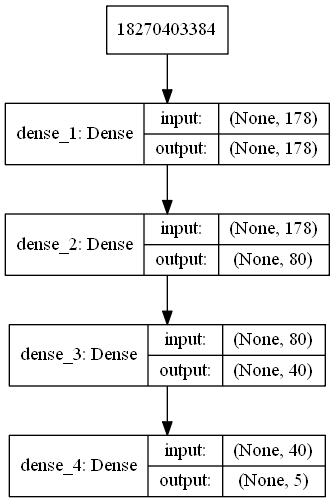 18270403384
dense_1: Dense
input:
(None, 178)
output:
(None, 178)
dense_2: Dense
input:
(None, 178)
output:
(None, 80)
dense_3: Dense
input:
(None, 80)
output:
(None, 40)
dense_4: Dense
input:
(None, 40)
output:
(None, 5)